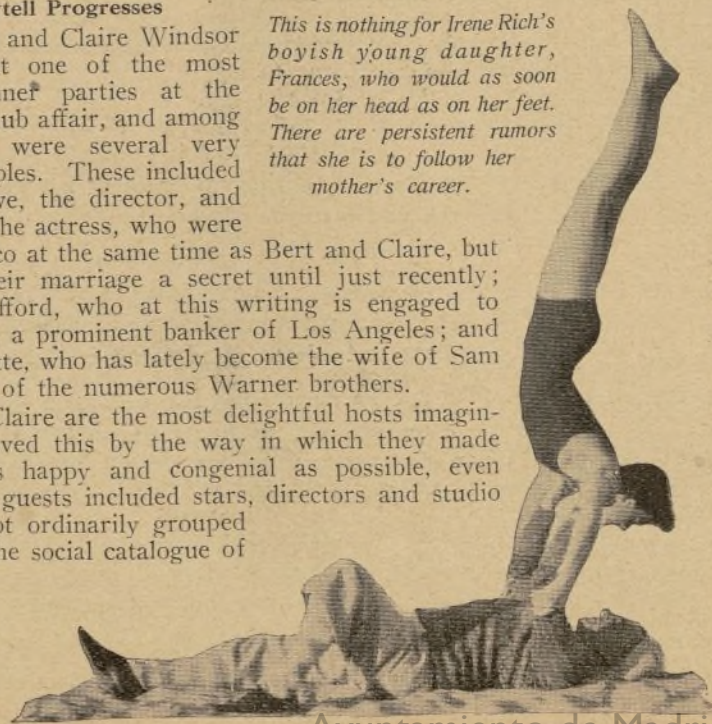 tell Progresses
and Claire Windsor
t one of the most
ner parties at the
ub affair, and among
were several very
ples. These included
ve, the director, and
he actress, who were
co at the same time as Bert and Claire, but
eir marriage a secret until just recently;
fford, who at this writing is engaged to
a prominent banker of Los Angeles; and
tte, who has lately become the wife of Sam
of the numerous Warner brothers.
Claire are the most delightful hosts imagin-
ved this by the way in which they made
s happy and congenial as possible, even
guests included stars, directors and studio
ot ordinarily grouped
he social catalogue of
This is nothing for Irene Rich's
boyish young daughter,
Frances, who would as soon
be on her head as on her feet.
There are persistent rumors
that she is to follow her
mother's career.
Ayuntamiento de Madri